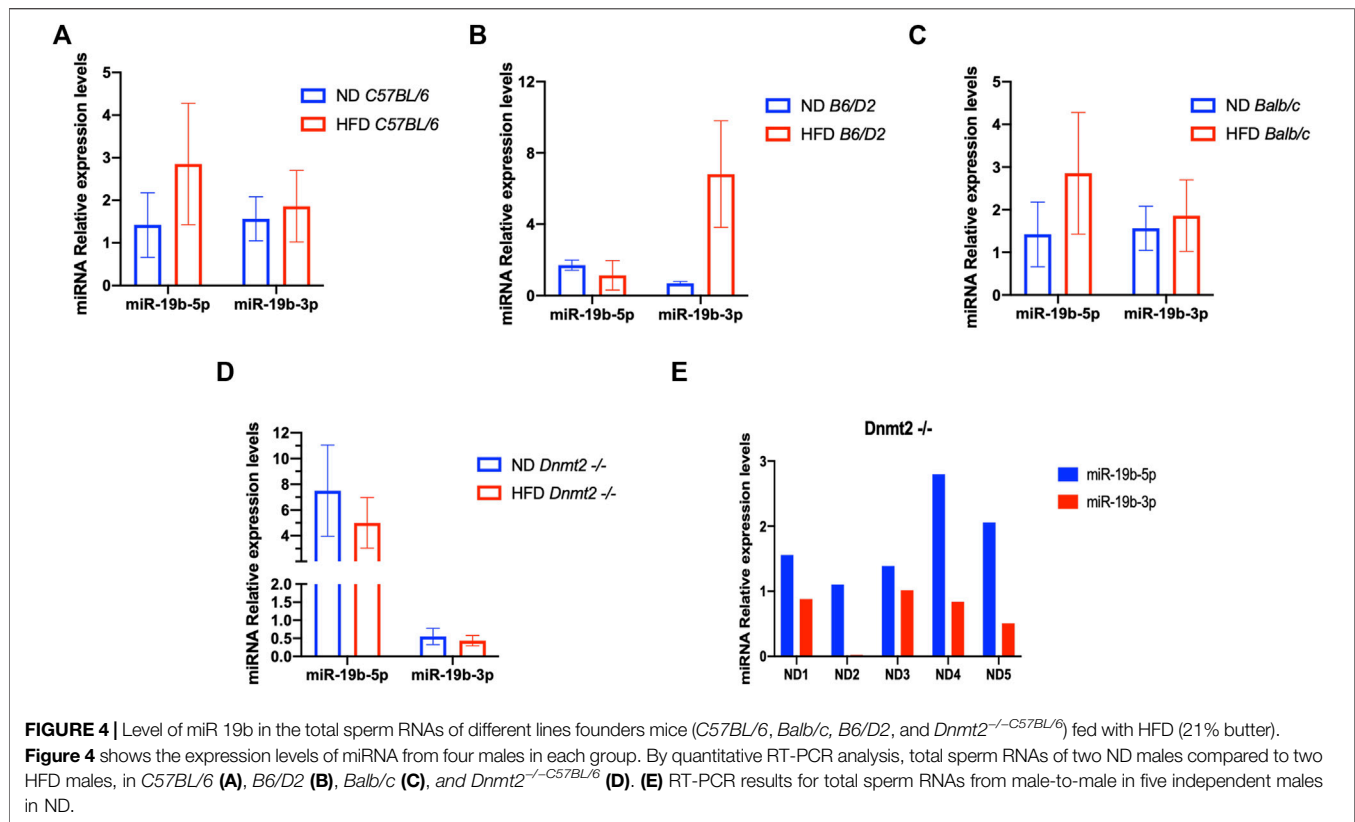 A
miRNA Relative expression levels
5
4
3
2
1
0
miR-19b-5p
miR-19b-3p
ND C57BL/6
HFD C57BL/6
B
miRNA Relative expression levels
12
8
4
0
miR-19b-5p
miR-19b-3p
ND B6/D2
HFD B6/D2
C
miRNA Relative expression levels
5
4
3
2
1
0
miR-19b-5p
miR-19b-3p
ND Balb/c
HFD Balb/c
D
miRNA Relative expression levels
12
10
8
6
4
2.0
1.5
1.0
0.5
0.0
miR-19b-5p
miR-19b-3p
ND Dnmt2 -/-
HFD Dnmt2 -/-
E
Dnmt2 -/-
miRNA Relative expression levels
3
2
1
0
ND1
ND2
ND3
ND4
ND5
miR-19b-5p
miR-19b-3p
FIGURE 4 | Level of miR 19b in the total sperm RNAs of different lines founders mice (C57BL/6, Balb/c, B6/D2, and Dnmt2−/−C57BL/6) fed with HFD (21% butter).
Figure 4 shows the expression levels of miRNA from four males in each group. By quantitative RT-PCR analysis, total sperm RNAs of two ND males compared to two
HFD males, in C57BL/6 (A), B6/D2 (B), Balb/c (C), and Dnmt2−/−C57BL/6 (D). (E) RT-PCR results for total sperm RNAs from male-to-male in five independent males
in ND.